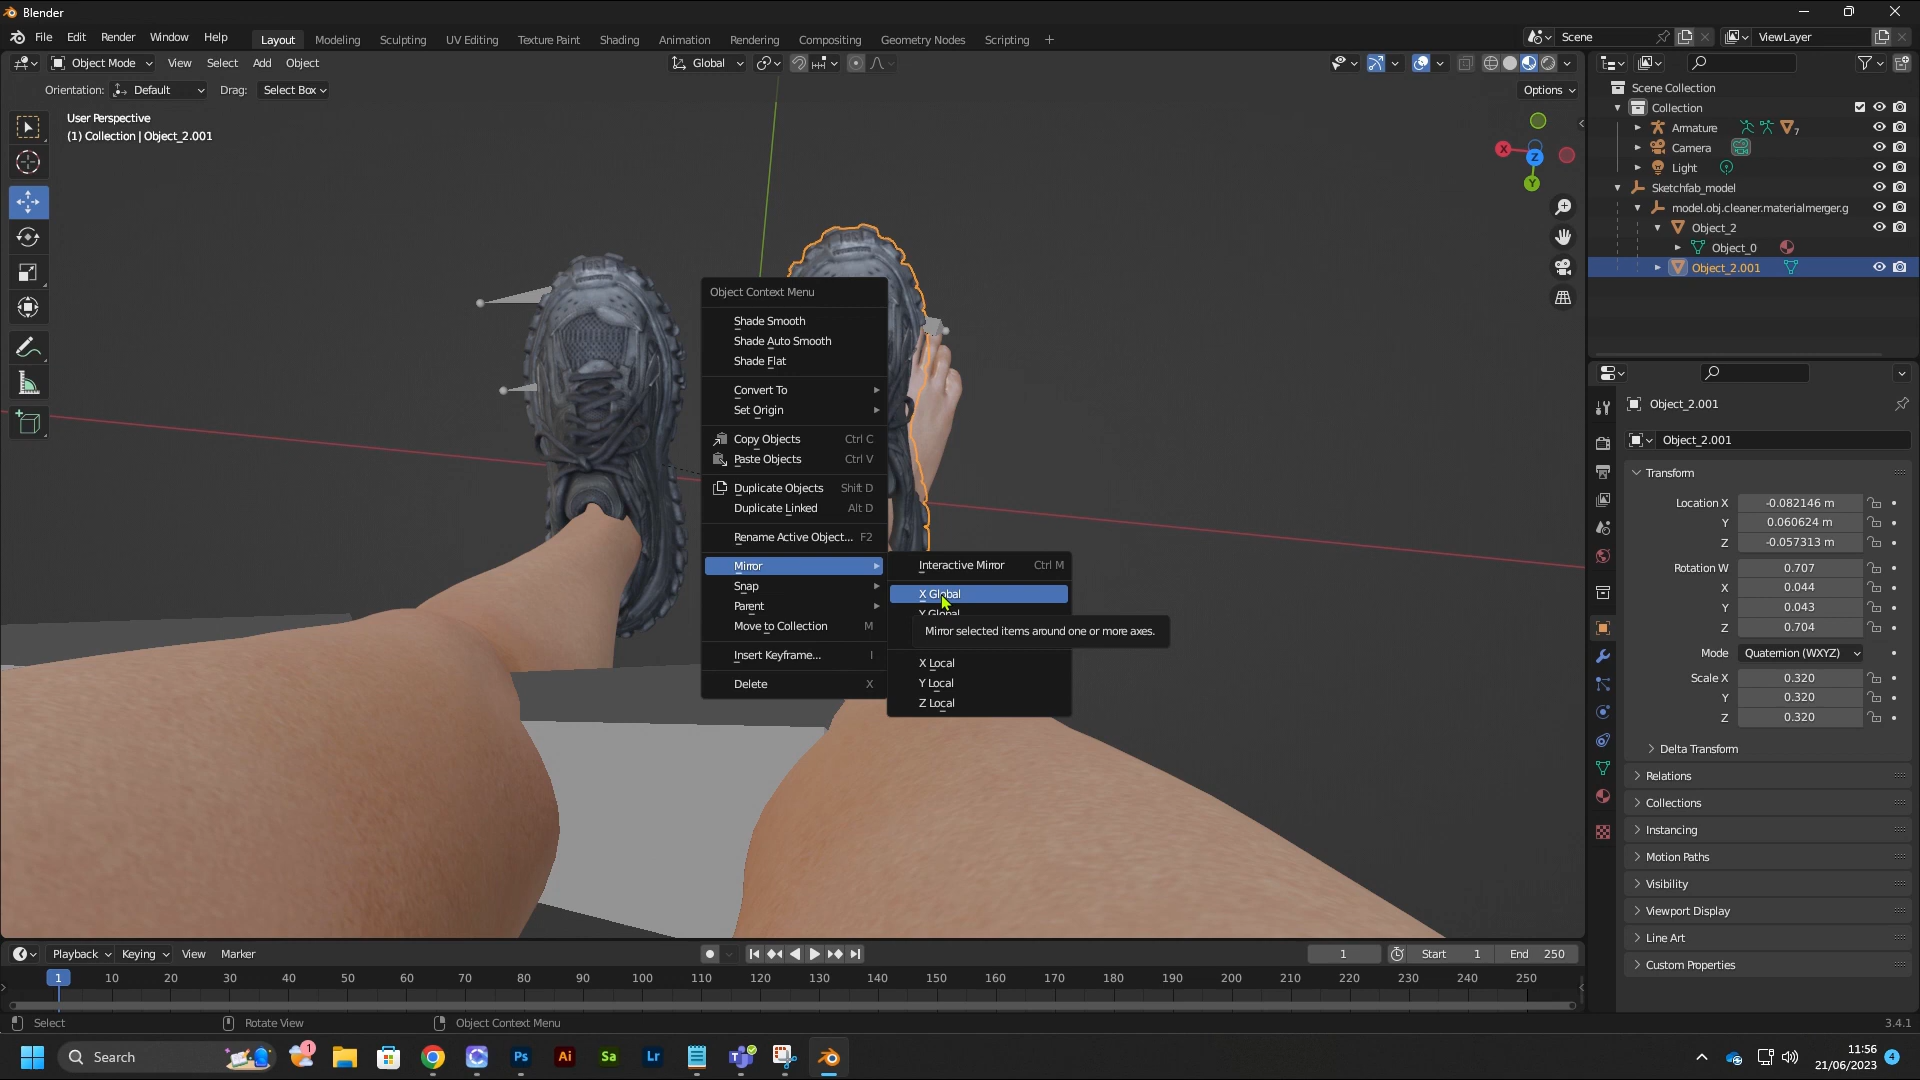 Blender
File Edit Render Window Help
Layout Modeling Sculpting UV Editing Texture Paint Shading Animation Rendering Compositing Geometry Nodes Scripting +
Scene
ViewLayer
Object Mode View Select Add Object
Global
Orientation: Default Drag: Select Box
Options
User Perspective
(1) Collection | Object_2.001
X
Z
Y
Scene Collection
Collection
Armature 7
Camera
Light
Sketchfab_model
model.obj.cleaner.materialmerger.g
Object_2
Object_0
Object_2.001
Object Context Menu
Shade Smooth
Shade Auto Smooth
Shade Flat
Convert To
Set Origin
Copy Objects Ctrl C
Paste Objects Ctrl V
Duplicate Objects Shift D
Duplicate Linked Alt D
Rename Active Object... F2
Mirror
Snap
Parent
Move to Collection M
Insert Keyframe... I
Delete X
Interactive Mirror Ctrl M
X Global
Y Global
Mirror selected items around one or more axes.
X Local
Y Local
Z Local
Object_2.001
Object_2.001
Transform
Location X -0.082146 m
Y 0.060624 m
Z -0.057313 m
Rotation W 0.707
X 0.044
Y 0.043
Z 0.704
Mode Quaternion (WXYZ)
Scale X 0.320
Y 0.320
Z 0.320
Delta Transform
Relations
Collections
Instancing
Motion Paths
Visibility
Viewport Display
Line Art
Custom Properties
Playback Keying View Marker
1 Start 1 End 250
1 10 20 30 40 50 60 70 80 90 100 110 120 130 140 150 160 170 180 190 200 210 220 230 240 250
Select Rotate View Object Context Menu
3.4.1
Search
1
Ps Ai Sa Lr
11:56
21/06/2023
4